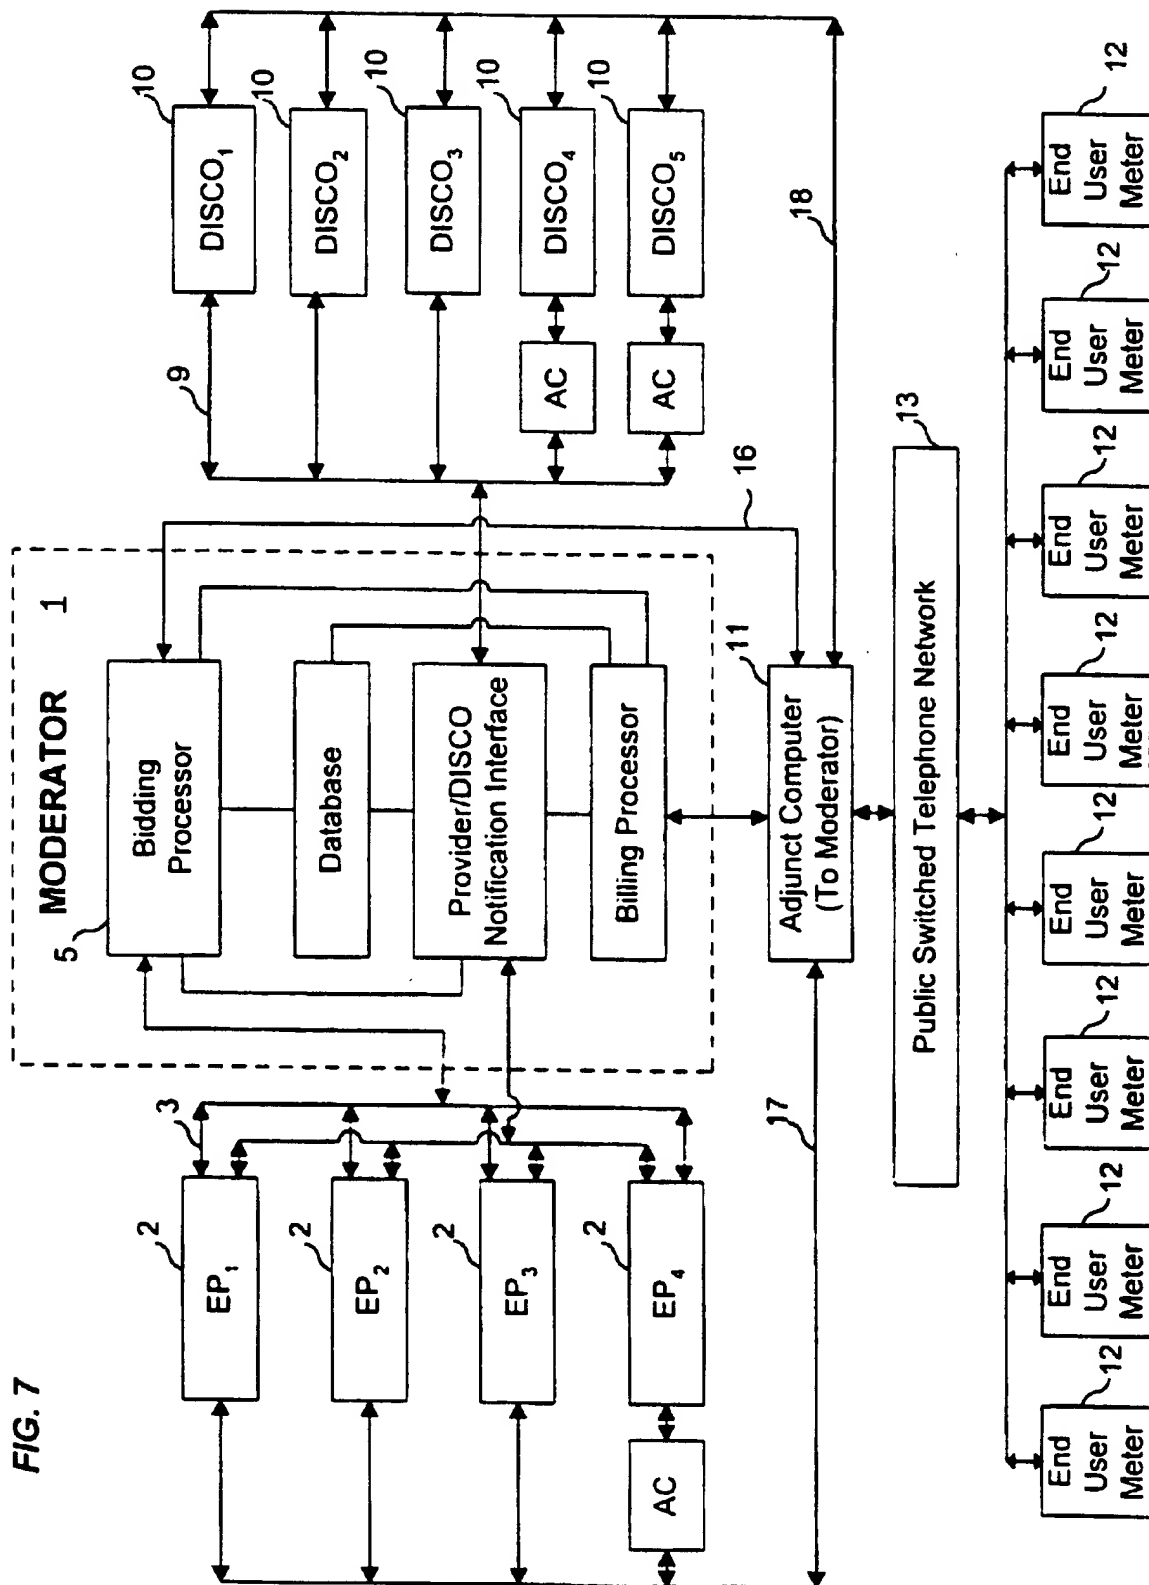 FIG. 7
MODERATOR 1
5
Bidding
Processor
Database
Provider/DISCO
Notification Interface
Billing Processor
3
2
EP1
2
EP2
2
EP3
2
EP4
AC
9
10
DISCO1
10
DISCO2
10
DISCO3
10
DISCO4
AC
10
DISCO5
AC
16
17
18
11
Adjunct Computer
(To Moderator)
13
Public Switched Telephone Network
12
End
User
Meter
12
End
User
Meter
12
End
User
Meter
12
End
User
Meter
12
End
User
Meter
12
End
User
Meter
12
End
User
Meter
12
End
User
Meter